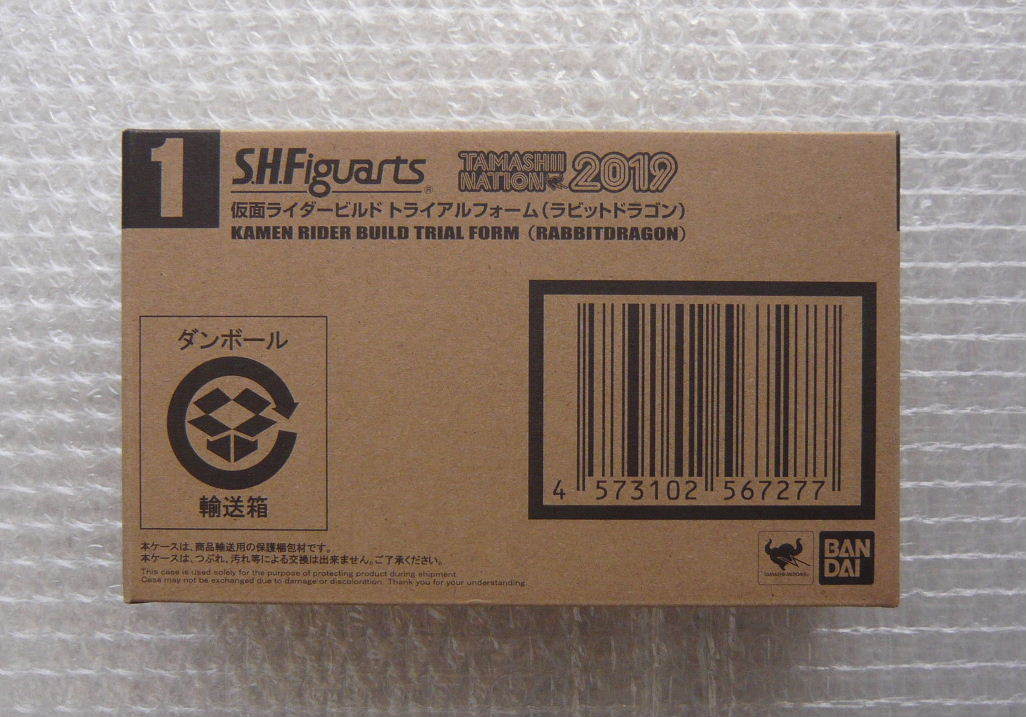 1
S.H.Figuarts® TAMASHII NATION 2019
仮面ライダービルド トライアルフォーム(ラビットドラゴン)
KAMEN RIDER BUILD TRIAL FORM (RABBITDRAGON)
ダンボール
輸送箱
4 573102 567277
本ケースは、商品輸送用の保護梱包材です。
本ケースは、つぶれ、汚れ等による交換は出来ません。ご了承ください。
This case is used solely for the purpose of protecting product during shipment.
Case may not be exchanged due to damage or discoloration. Thank you for your understanding.
TAMASHII NATIONS
BAN
DAI